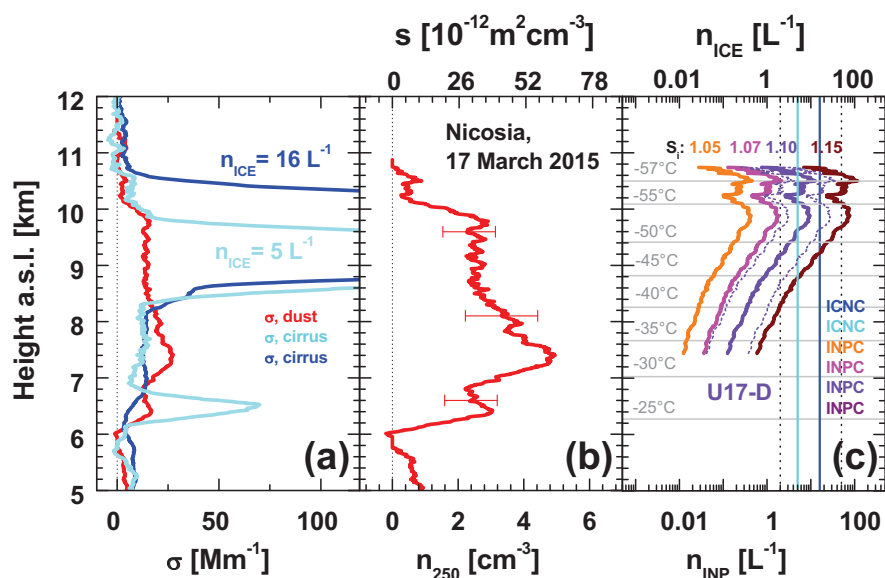 s [10⁻¹²m²cm⁻³]
n_ICE [L⁻¹]
0 26 52 78
0.01 1 50
12
11
10
9
8
7
6
5
Height a.s.l. [km]
n_ICE= 16 L⁻¹
n_ICE= 5 L⁻¹
σ, dust
σ, cirrus
σ, cirrus
(a)
0 50 100
σ [Mm⁻¹]
Nicosia,
17 March 2015
(b)
0 2 4 6
n₂₅₀ [cm⁻³]
S_i: 1.05 1.07 1.10 1.15
-57°C
-55°C
-50°C
-45°C
-40°C
-35°C
-30°C
-25°C
ICNC
ICNC
INPC
INPC
INPC
INPC
U17-D
(c)
0.01 1 50
n_INP [L⁻¹]